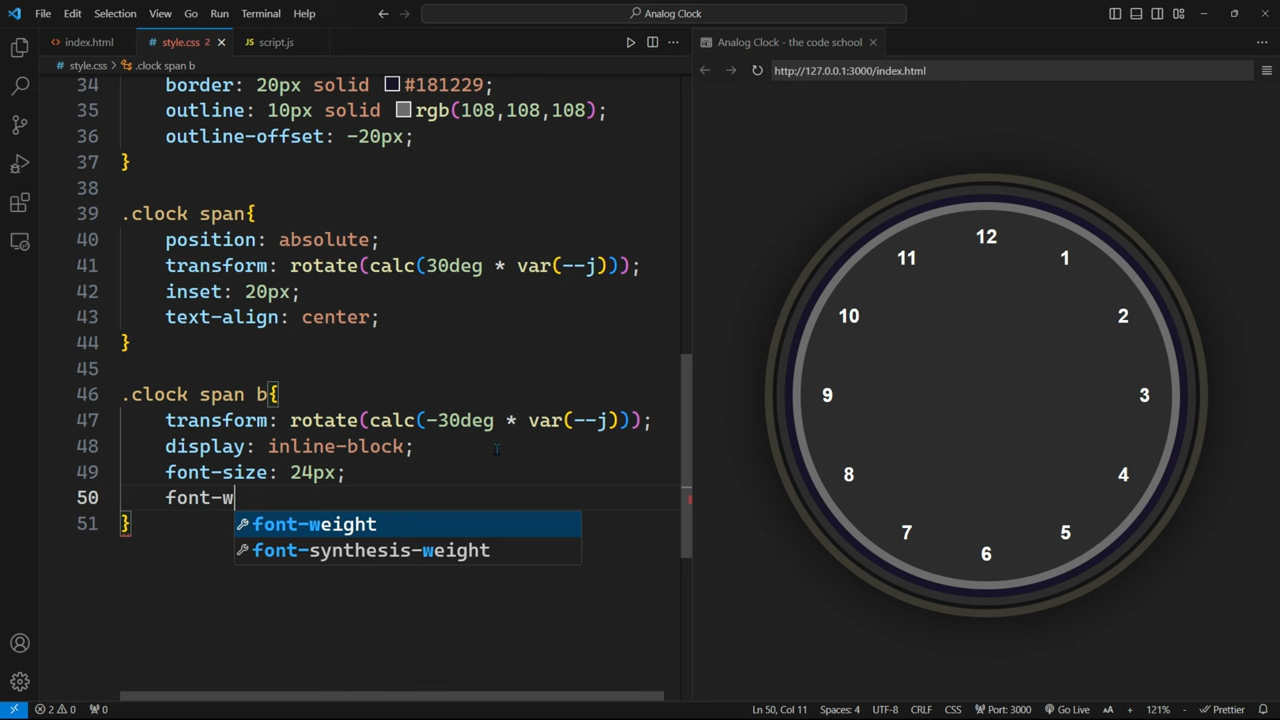 File Edit Selection View Go Run Terminal Help
Analog Clock
index.html
style.css 2
script.js
Analog Clock - the code school
style.css > .clock span b
http://127.0.0.1:3000/index.html
34 border: 20px solid #181229;
35 outline: 10px solid rgb(108,108,108);
36 outline-offset: -20px;
37 }
38
39 .clock span{
40 position: absolute;
41 transform: rotate(calc(30deg * var(--j)));
42 inset: 20px;
43 text-align: center;
44 }
45
46 .clock span b{
47 transform: rotate(calc(-30deg * var(--j)));
48 display: inline-block;
49 font-size: 24px;
50 font-w
font-weight
51 }
font-synthesis-weight
12
11 1
10 2
9 3
8 4
7 5
6
2 0 0
Ln 50, Col 11 Spaces: 4 UTF-8 CRLF CSS Port: 3000 Go Live AA + 121% - Prettier